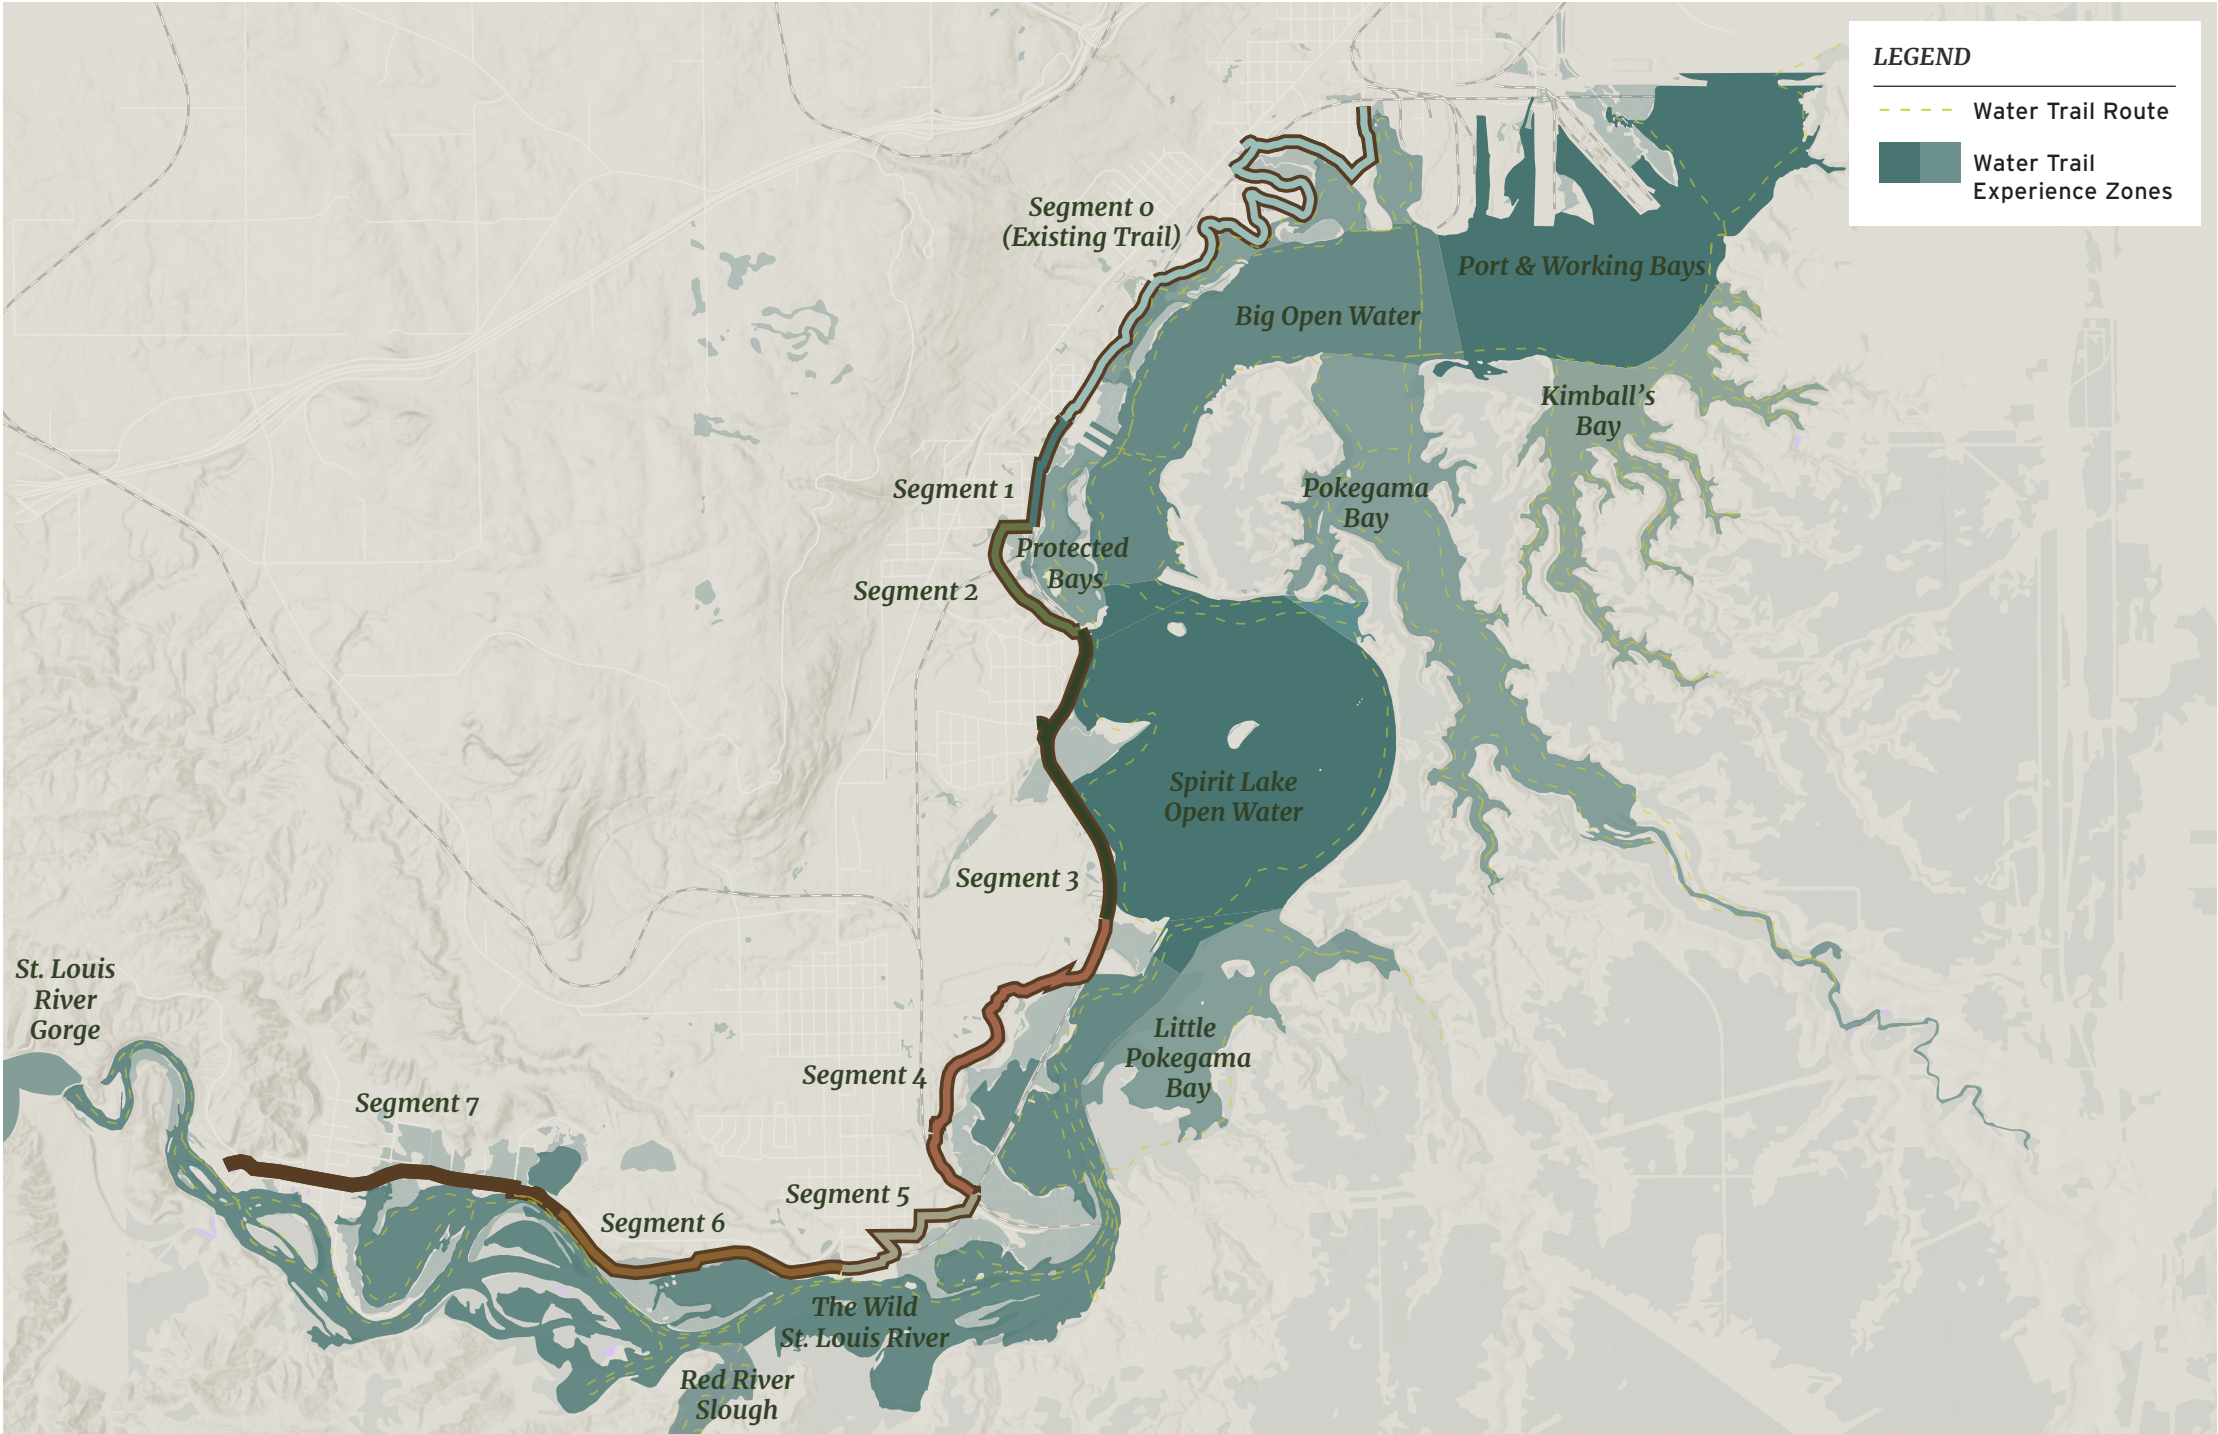 LEGEND
Water Trail Route
Water Trail
Experience Zones
Segment 0
(Existing Trail)
Port & Working Bays
Big Open Water
Kimball's
Bay
Segment 1
Pokegama
Bay
Protected
Bays
Segment 2
Spirit Lake
Open Water
Segment 3
St. Louis
River
Gorge
Little
Pokegama
Bay
Segment 4
Segment 7
Segment 5
Segment 6
The Wild
St. Louis River
Red River
Slough